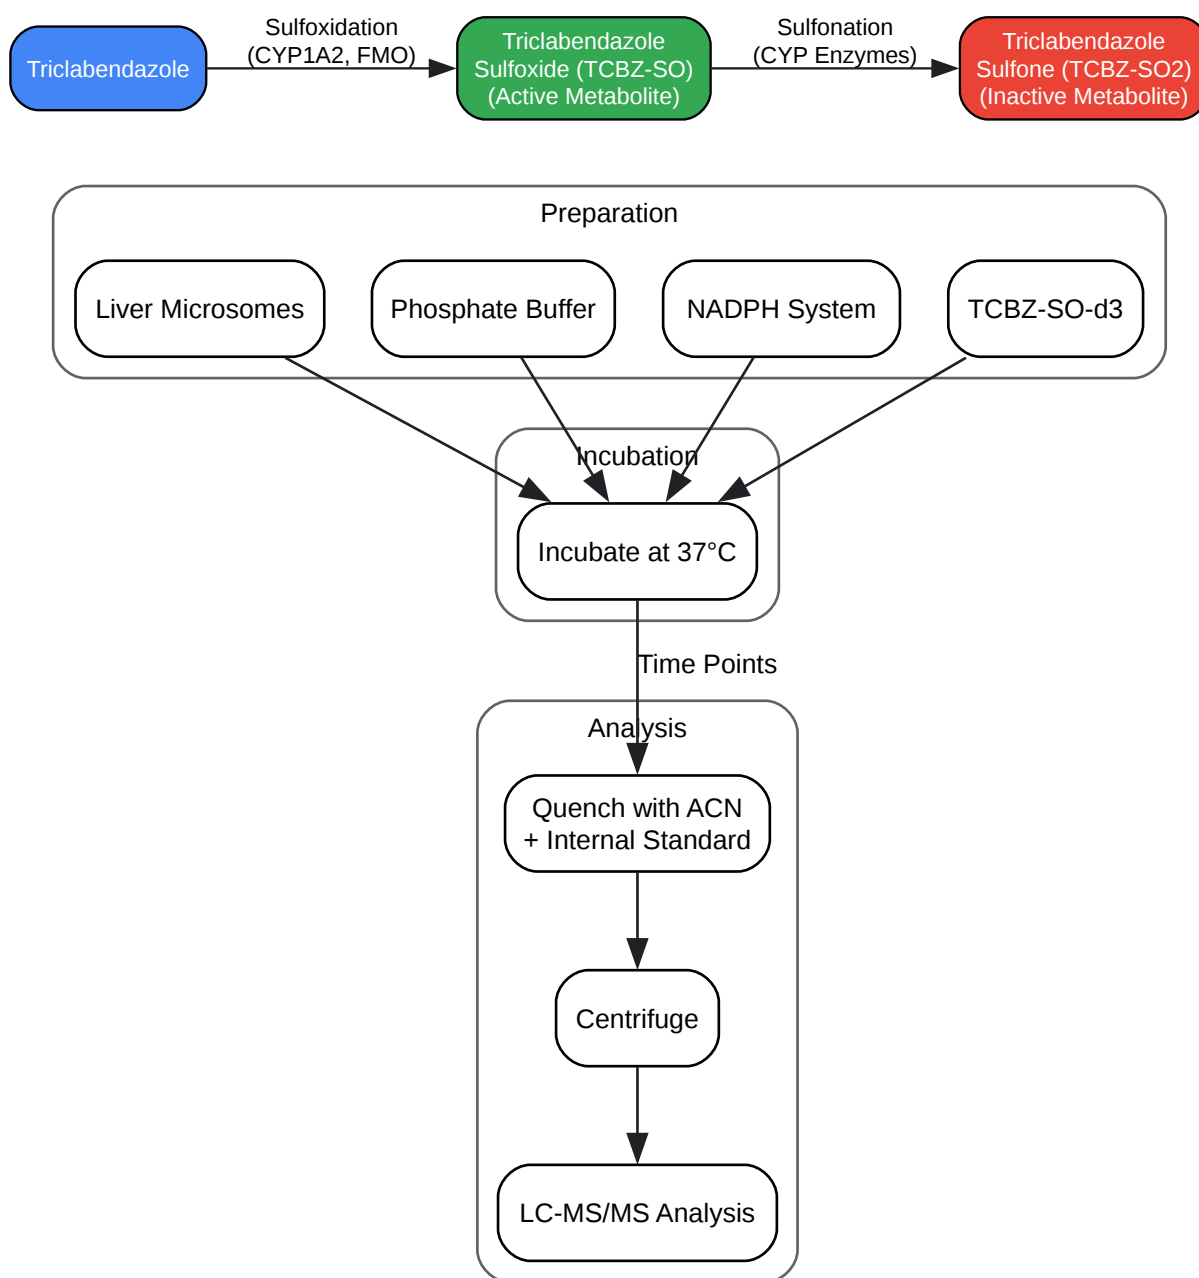 Triclabendazole
Sulfoxidation
(CYP1A2, FMO)
Triclabendazole
Sulfoxide (TCBZ-SO)
(Active Metabolite)
Sulfonation
(CYP Enzymes)
Triclabendazole
Sulfone (TCBZ-SO2)
(Inactive Metabolite)
Preparation
Liver Microsomes
Phosphate Buffer
NADPH System
TCBZ-SO-d3
Incubation
Incubate at 37°C
Time Points
Analysis
Quench with ACN
+ Internal Standard
Centrifuge
LC-MS/MS Analysis